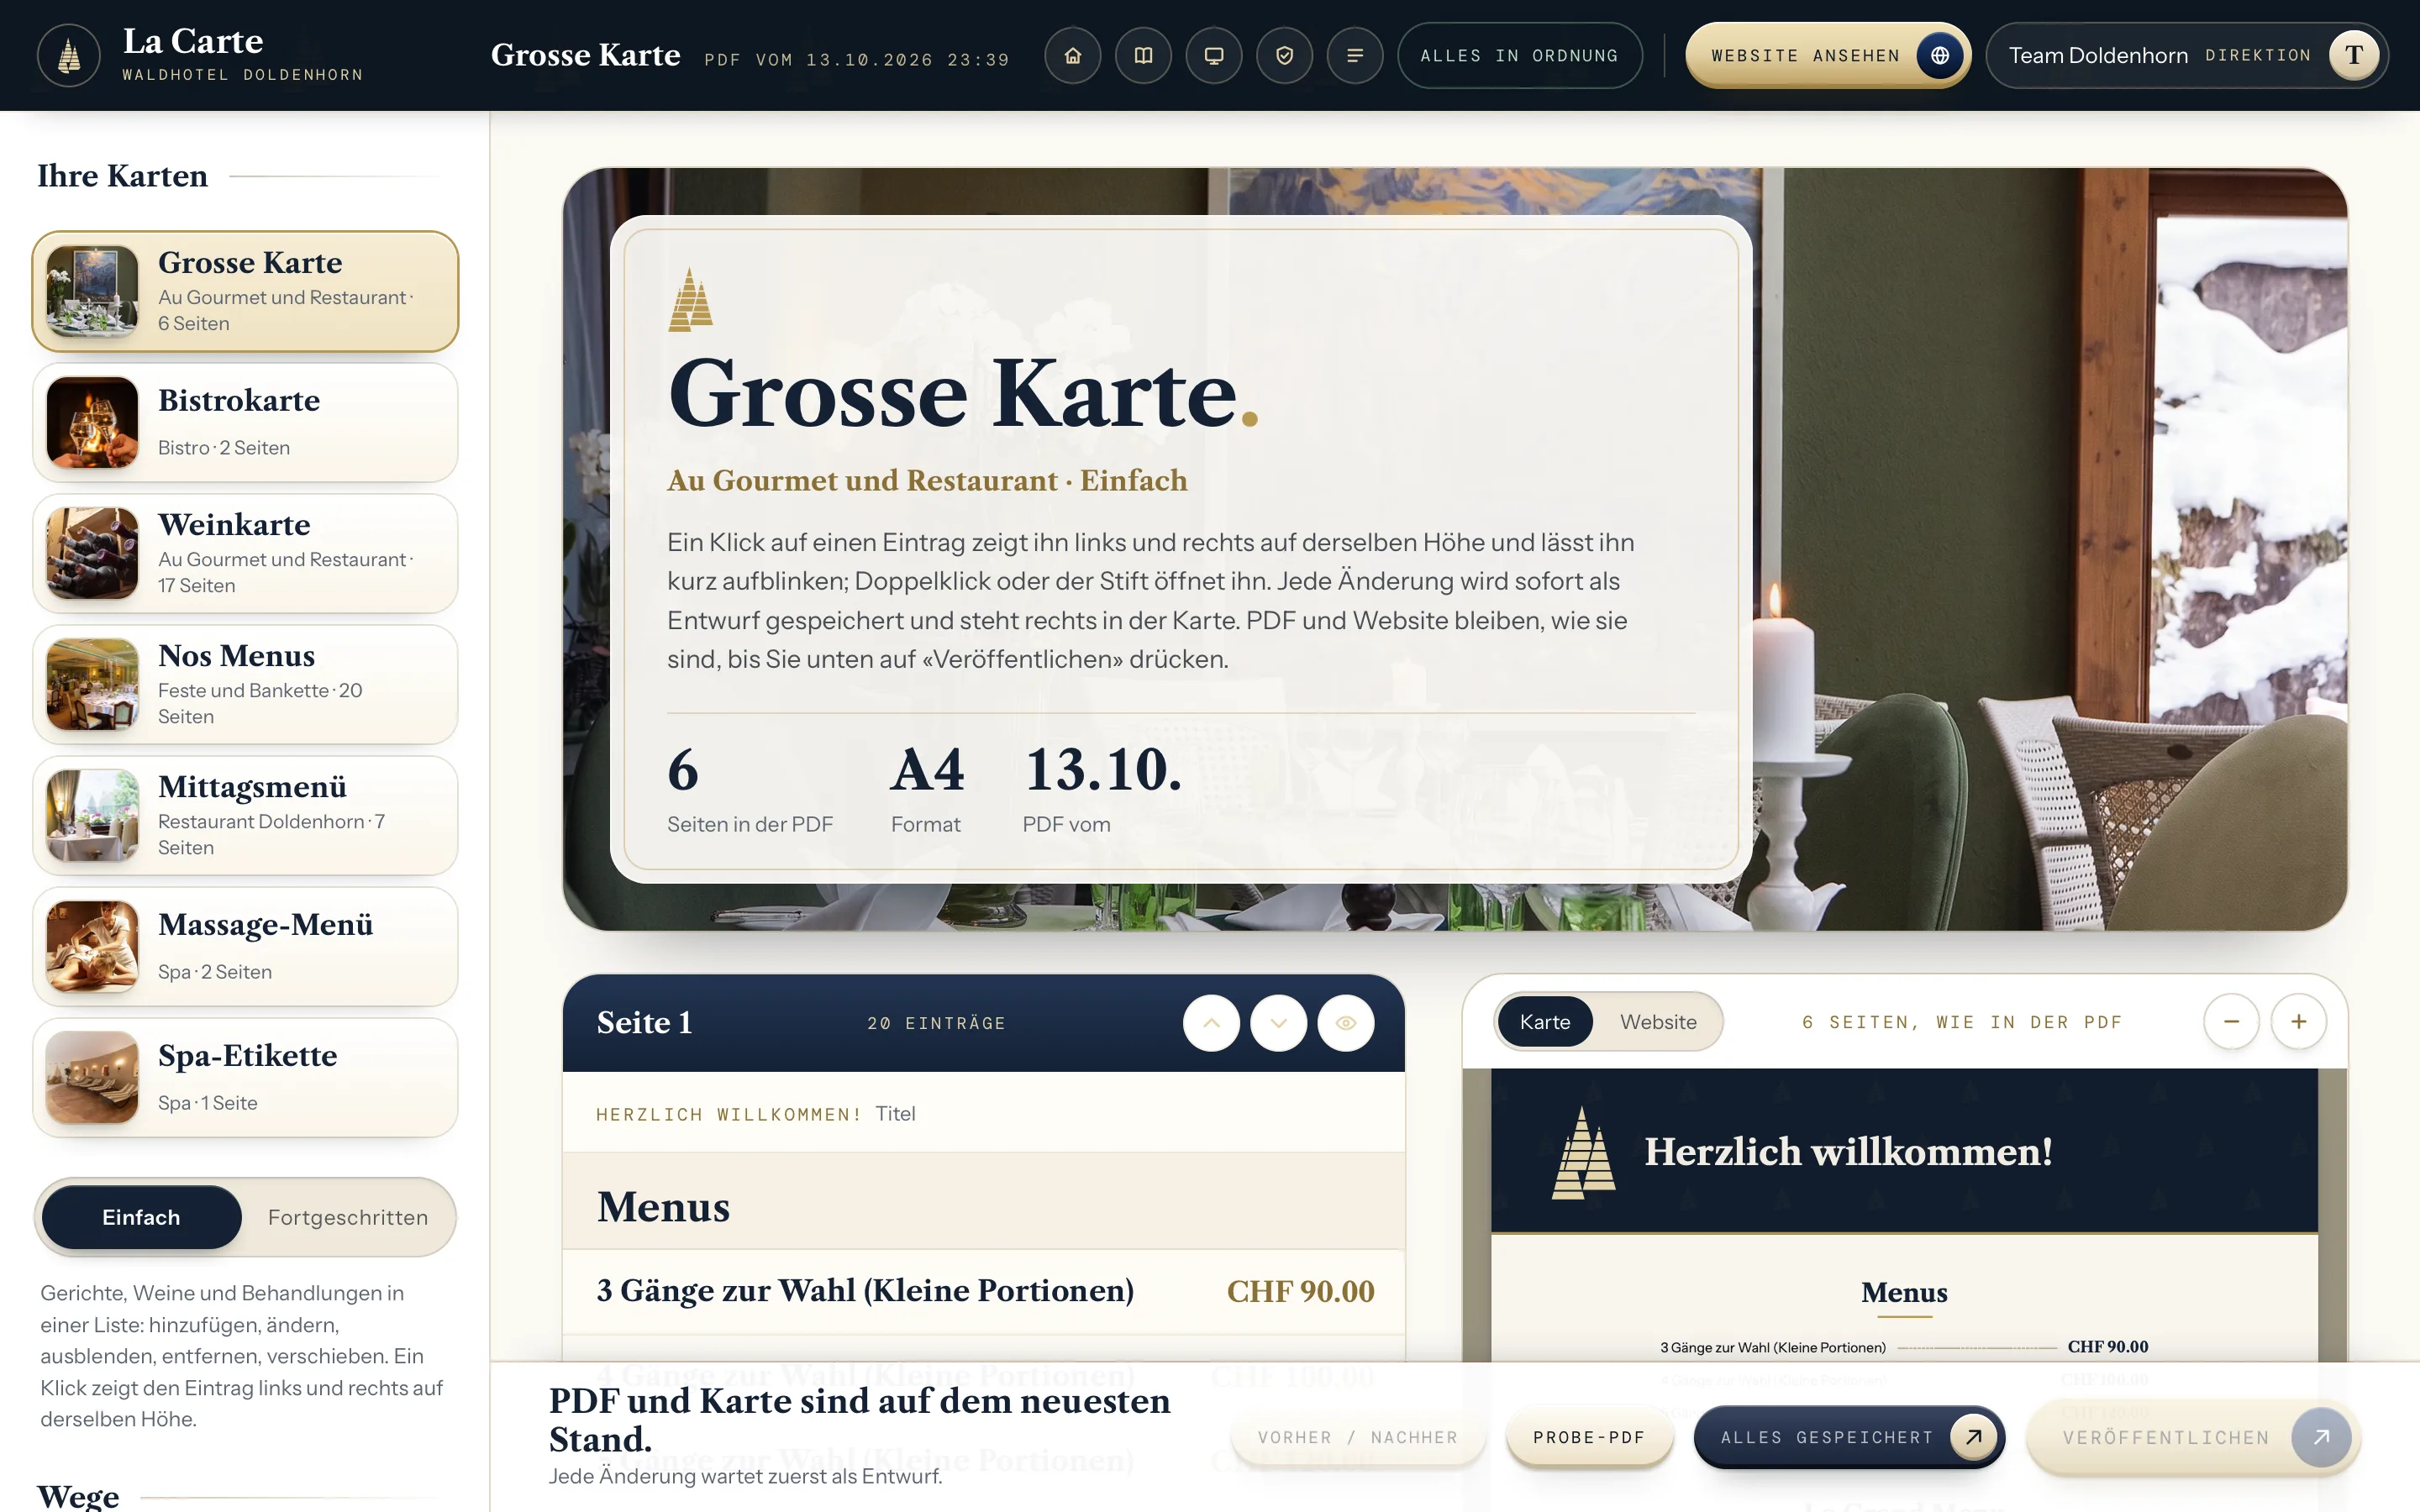 La Carte
WALDHOTEL DOLDENHORN
Grosse Karte PDF VOM 13.10.2026 23:39
ALLES IN ORDNUNG
WEBSITE ANSEHEN
Team Doldenhorn DIREKTION T
Ihre Karten
Grosse Karte
Au Gourmet und Restaurant ·
6 Seiten
Bistrokarte
Bistro · 2 Seiten
Weinkarte
Au Gourmet und Restaurant ·
17 Seiten
Nos Menus
Feste und Bankette · 20
Seiten
Mittagsmenü
Restaurant Doldenhorn · 7
Seiten
Massage-Menü
Spa · 2 Seiten
Spa-Etikette
Spa · 1 Seite
Einfach
Fortgeschritten
Gerichte, Weine und Behandlungen in
einer Liste: hinzufügen, ändern,
ausblenden, entfernen, verschieben. Ein
Klick zeigt den Eintrag links und rechts auf
derselben Höhe.
Wege
Grosse Karte.
Au Gourmet und Restaurant · Einfach
Ein Klick auf einen Eintrag zeigt ihn links und rechts auf derselben Höhe und lässt ihn
kurz aufblinken; Doppelklick oder der Stift öffnet ihn. Jede Änderung wird sofort als
Entwurf gespeichert und steht rechts in der Karte. PDF und Website bleiben, wie sie
sind, bis Sie unten auf «Veröffentlichen» drücken.
6
Seiten in der PDF
A4
Format
13.10.
PDF vom
Seite 1
20 EINTRÄGE
HERZLICH WILLKOMMEN! Titel
Menus
3 Gänge zur Wahl (Kleine Portionen) CHF 90.00
4 Gänge zur Wahl (Kleine Portionen) CHF 100.00
Karte
Website
6 SEITEN, WIE IN DER PDF
Herzlich willkommen!
Menus
3 Gänge zur Wahl (Kleine Portionen) CHF 90.00
PDF und Karte sind auf dem neuesten
Stand.
Jede Änderung wartet zuerst als Entwurf.
VORHER / NACHHER
PROBE-PDF
ALLES GESPEICHERT
VERÖFFENTLICHEN